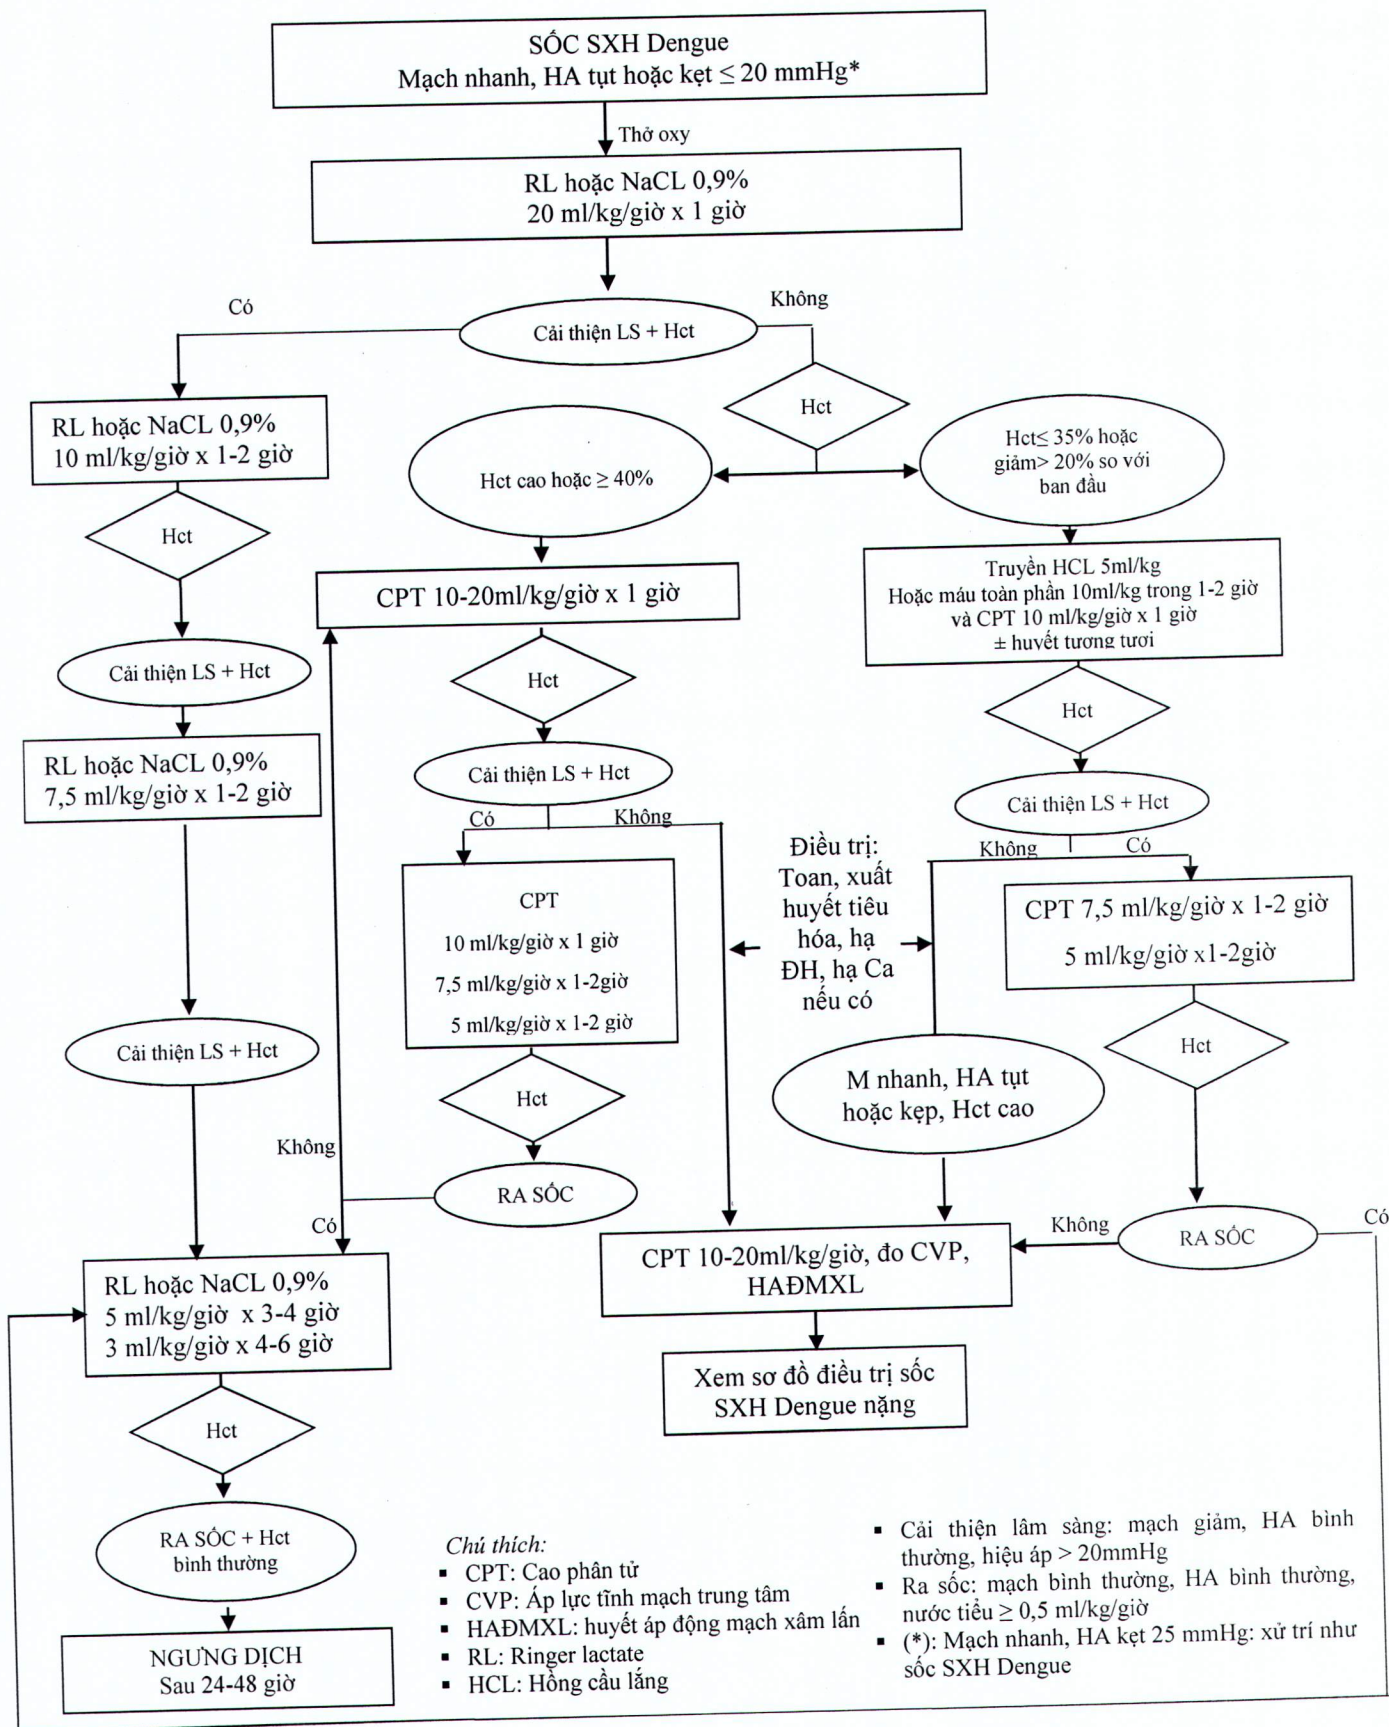 SỐC SXH Dengue
Mạch nhanh, HA tụt hoặc kẹt ≤ 20 mmHg*
Thở oxy
RL hoặc NaCL 0,9%
20 ml/kg/giờ x 1 giờ
Có
Không
Cải thiện LS + Hct
Hct
RL hoặc NaCL 0,9%
10 ml/kg/giờ x 1-2 giờ
Hct cao hoặc ≥ 40%
Hct≤ 35% hoặc
giảm> 20% so với
ban đầu
Hct
CPT 10-20ml/kg/giờ x 1 giờ
Truyền HCL 5ml/kg
Hoặc máu toàn phần 10ml/kg trong 1-2 giờ
và CPT 10 ml/kg/giờ x 1 giờ
± huyết tương tươi
Cải thiện LS + Hct
Hct
Hct
RL hoặc NaCL 0,9%
7,5 ml/kg/giờ x 1-2 giờ
Cải thiện LS + Hct
Cải thiện LS + Hct
Có
Không
Không
Có
Điều trị:
Toan, xuất
huyết tiêu
hóa, hạ
ĐH, hạ Ca
nếu có
CPT
10 ml/kg/giờ x 1 giờ
7,5 ml/kg/giờ x 1-2giờ
5 ml/kg/giờ x 1-2 giờ
CPT 7,5 ml/kg/giờ x 1-2 giờ
5 ml/kg/giờ x1-2giờ
Cải thiện LS + Hct
Hct
M nhanh, HA tụt
hoặc kẹp, Hct cao
Hct
Không
RA SỐC
Có
Không
RA SỐC
Có
RL hoặc NaCL 0,9%
5 ml/kg/giờ x 3-4 giờ
3 ml/kg/giờ x 4-6 giờ
CPT 10-20ml/kg/giờ, đo CVP,
HAĐMXL
Xem sơ đồ điều trị sốc
SXH Dengue nặng
Hct
RA SỐC + Hct
bình thường
NGƯNG DỊCH
Sau 24-48 giờ
Chú thích:
▪ CPT: Cao phân tử
▪ CVP: Áp lực tĩnh mạch trung tâm
▪ HAĐMXL: huyết áp động mạch xâm lấn
▪ RL: Ringer lactate
▪ HCL: Hồng cầu lắng
▪ Cải thiện lâm sàng: mạch giảm, HA bình
thường, hiệu áp > 20mmHg
▪ Ra sốc: mạch bình thường, HA bình thường,
nước tiểu ≥ 0,5 ml/kg/giờ
▪ (*): Mạch nhanh, HA kẹt 25 mmHg: xử trí như
sốc SXH Dengue